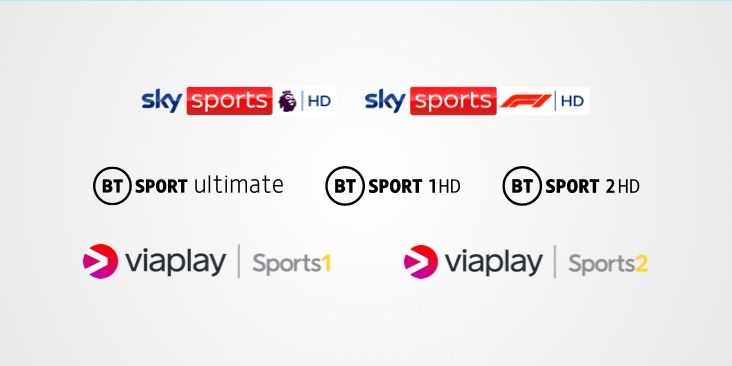 sky sports HD sky sports F1 HD
BT SPORT ultimate BT SPORT 1HD BT SPORT 2HD
viaplay Sports1 viaplay Sports2